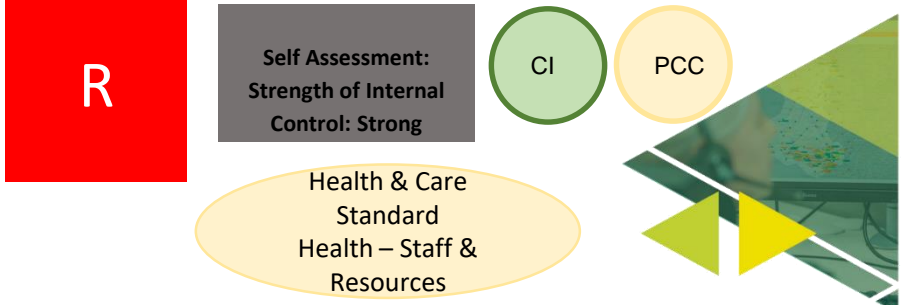 R
Self Assessment:
Strength of Internal
Control: Strong
CI
PCC
Health & Care
Standard
Health – Staff &
Resources